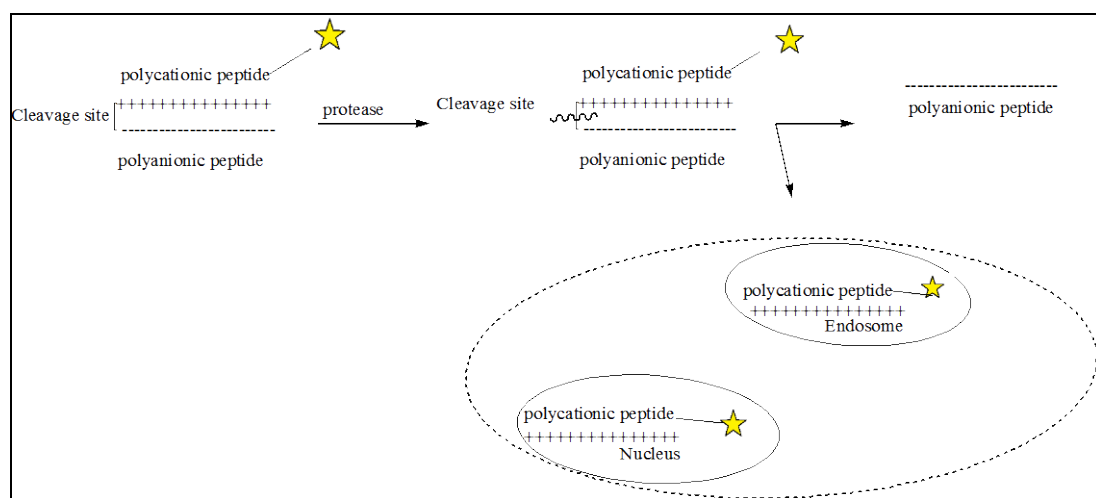 polycationic peptide
Cleavage site
polyanionic peptide
protease
polycationic peptide
Cleavage site
polyanionic peptide
polyanionic peptide
polycationic peptide
Endosome
polycationic peptide
Nucleus